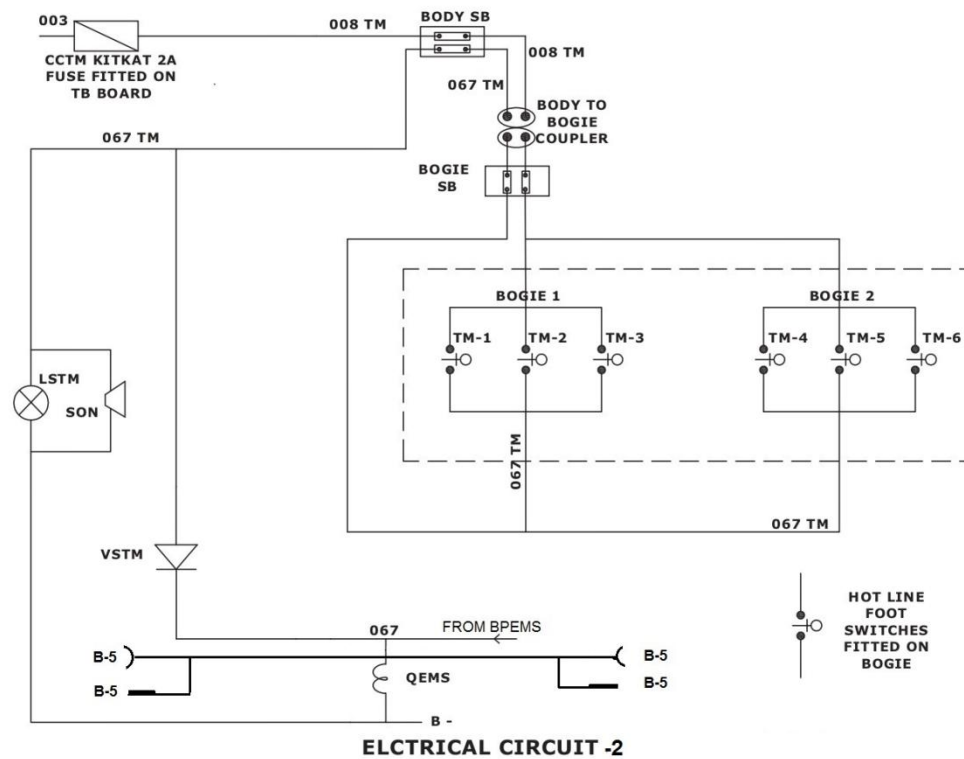 003
008 TM
BODY SB
CCTM KITKAT 2A
FUSE FITTED ON
TB BOARD
008 TM
067 TM
BODY TO
BOGIE
COUPLER
067 TM
BOGIE
SB
BOGIE 1
BOGIE 2
TM-1
TM-2
TM-3
TM-4
TM-5
TM-6
LSTM
SON
067 TM
067 TM
VSTM
HOT LINE
FOOT
SWITCHES
FITTED ON
BOGIE
067
FROM BPEMS
B-5
B-5
B-5
B-5
QEMS
B -
ELCTRICAL CIRCUIT -2